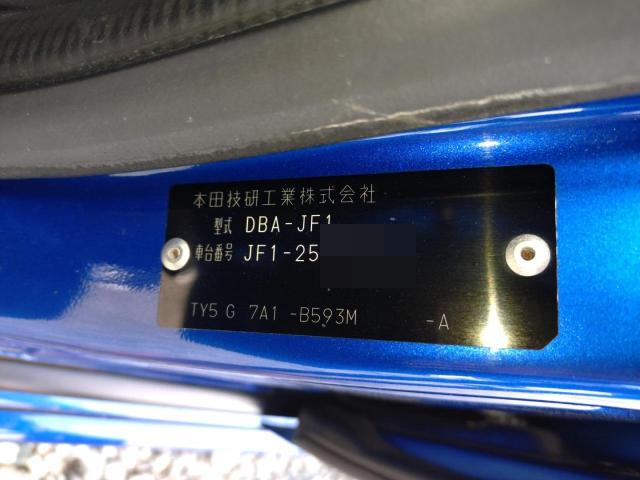 本田技研工業株式会社
型式 DBA-JF1
車台番号 JF1-25
TY5 G 7A1 -B593M -A